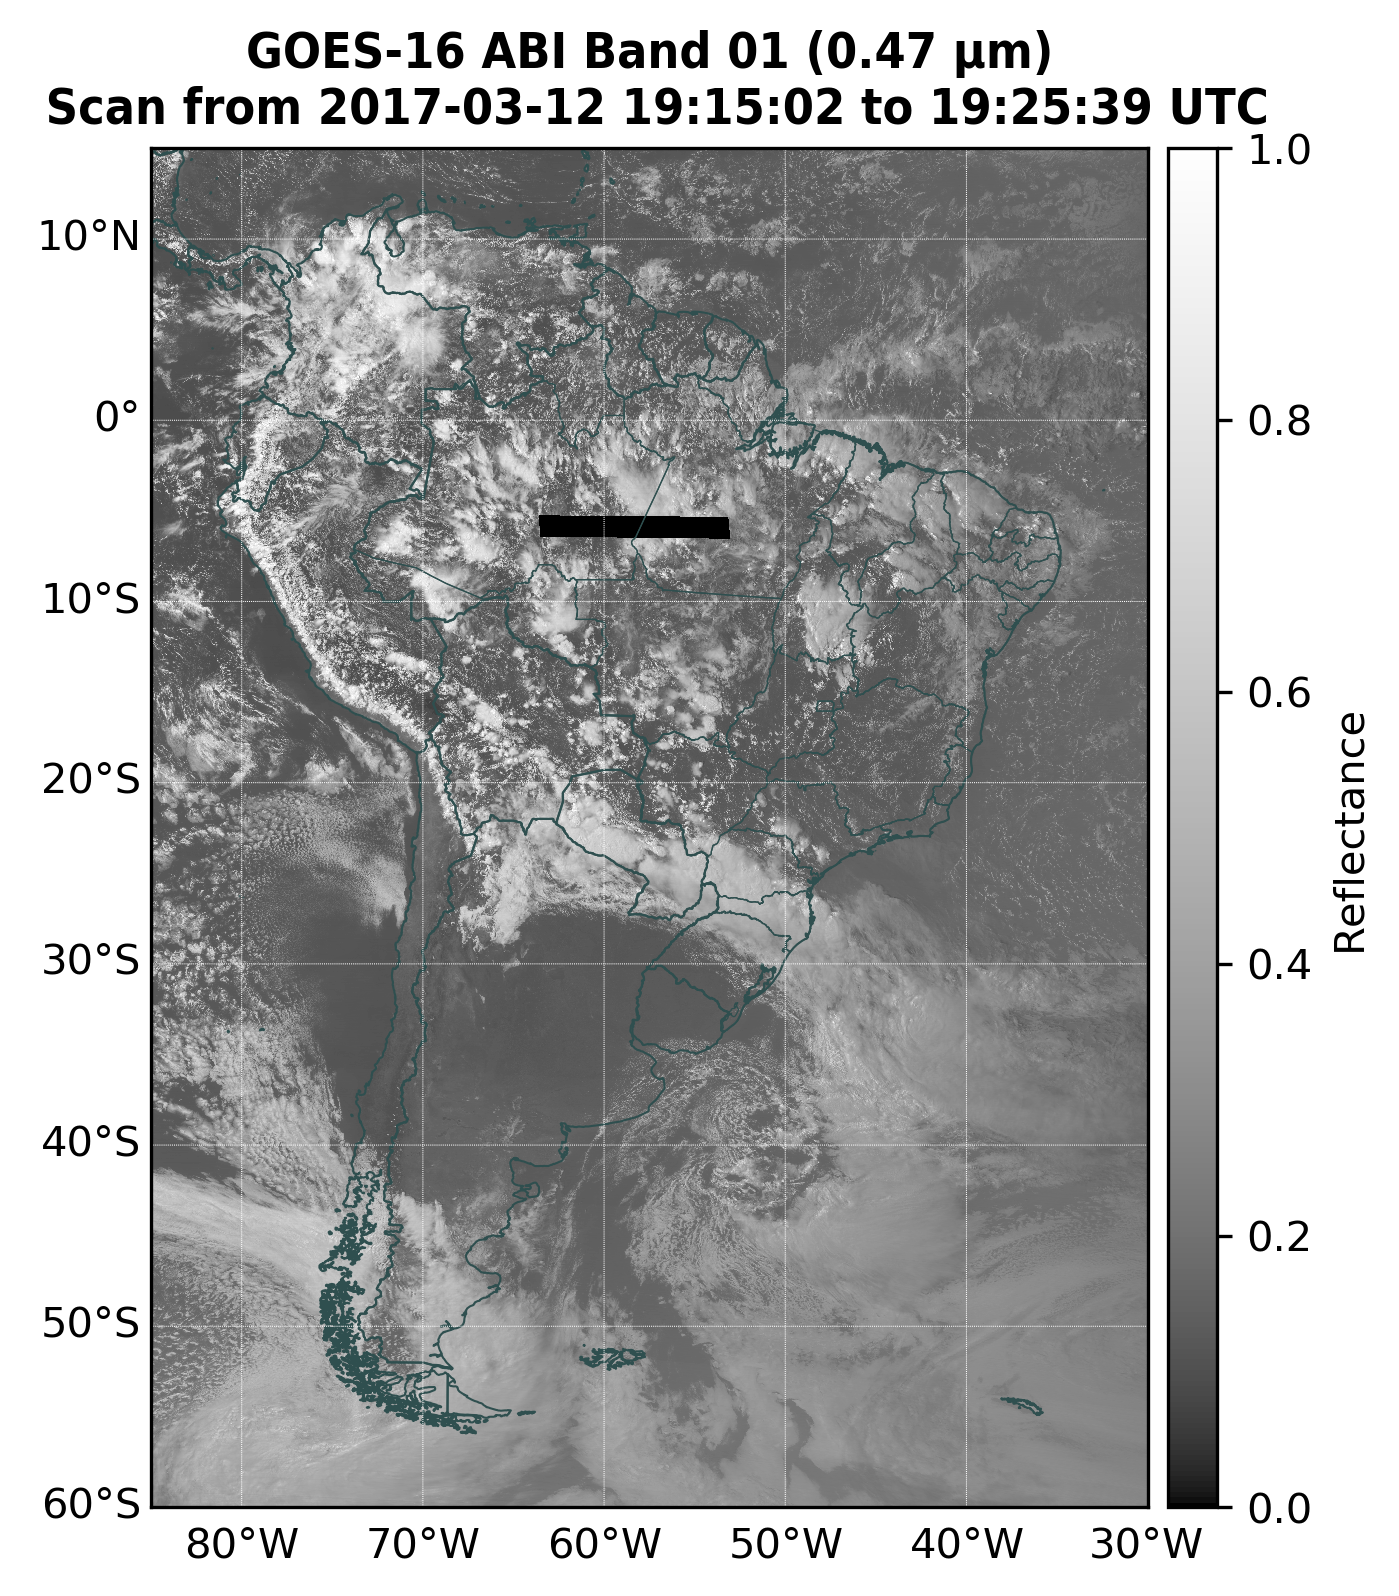 GOES-16 ABI Band 01 (0.47 µm)
Scan from 2017-03-12 19:15:02 to 19:25:39 UTC
10°N
0°
10°S
20°S
30°S
40°S
50°S
60°S
80°W
70°W
60°W
50°W
40°W
30°W
1.0
0.8
0.6
0.4
0.2
0.0
Reflectance